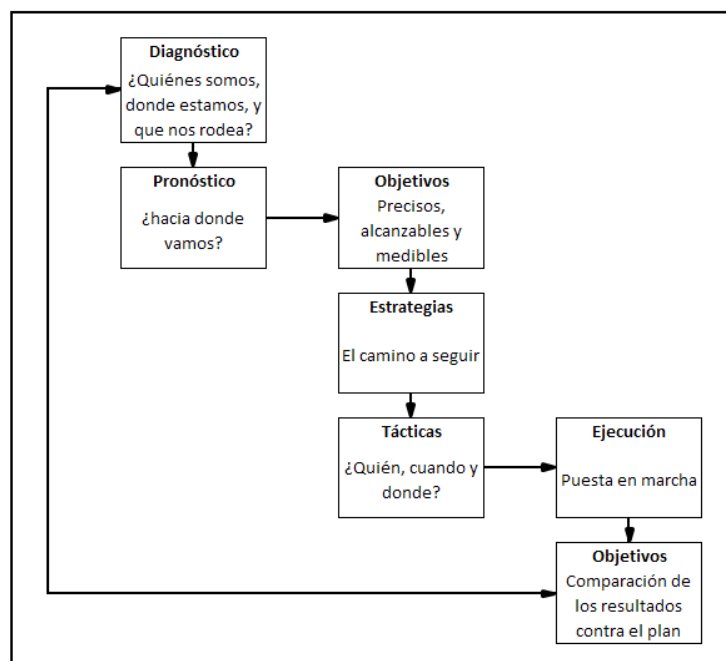 Diagnóstico
¿Quiénes somos,
donde estamos, y
que nos rodea?
Pronóstico
¿hacia donde
vamos?
Objetivos
Precisos,
alcanzables y
medibles
Estrategias
El camino a seguir
Tácticas
¿Quién, cuando y
donde?
Ejecución
Puesta en marcha
Objetivos
Comparación de
los resultados
contra el plan